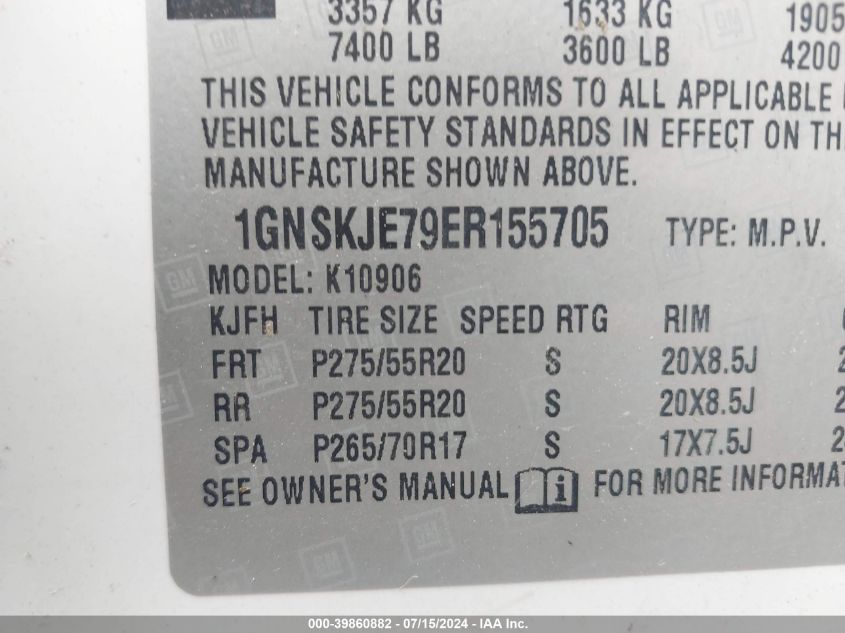 3357 KG 1633 KG 1905
7400 LB 3600 LB 4200
THIS VEHICLE CONFORMS TO ALL APPLICABLE
VEHICLE SAFETY STANDARDS IN EFFECT ON TH
MANUFACTURE SHOWN ABOVE.
1GNSKJE79ER155705 TYPE: M.P.V.
MODEL: K10906
KJFH TIRE SIZE SPEED RTG RIM
FRT P275/55R20 S 20X8.5J 2
RR P275/55R20 S 20X8.5J 2
SPA P265/70R17 S 17X7.5J 2
SEE OWNER'S MANUAL i FOR MORE INFORMAT
000-39860882 - 07/15/2024 - IAA Inc.